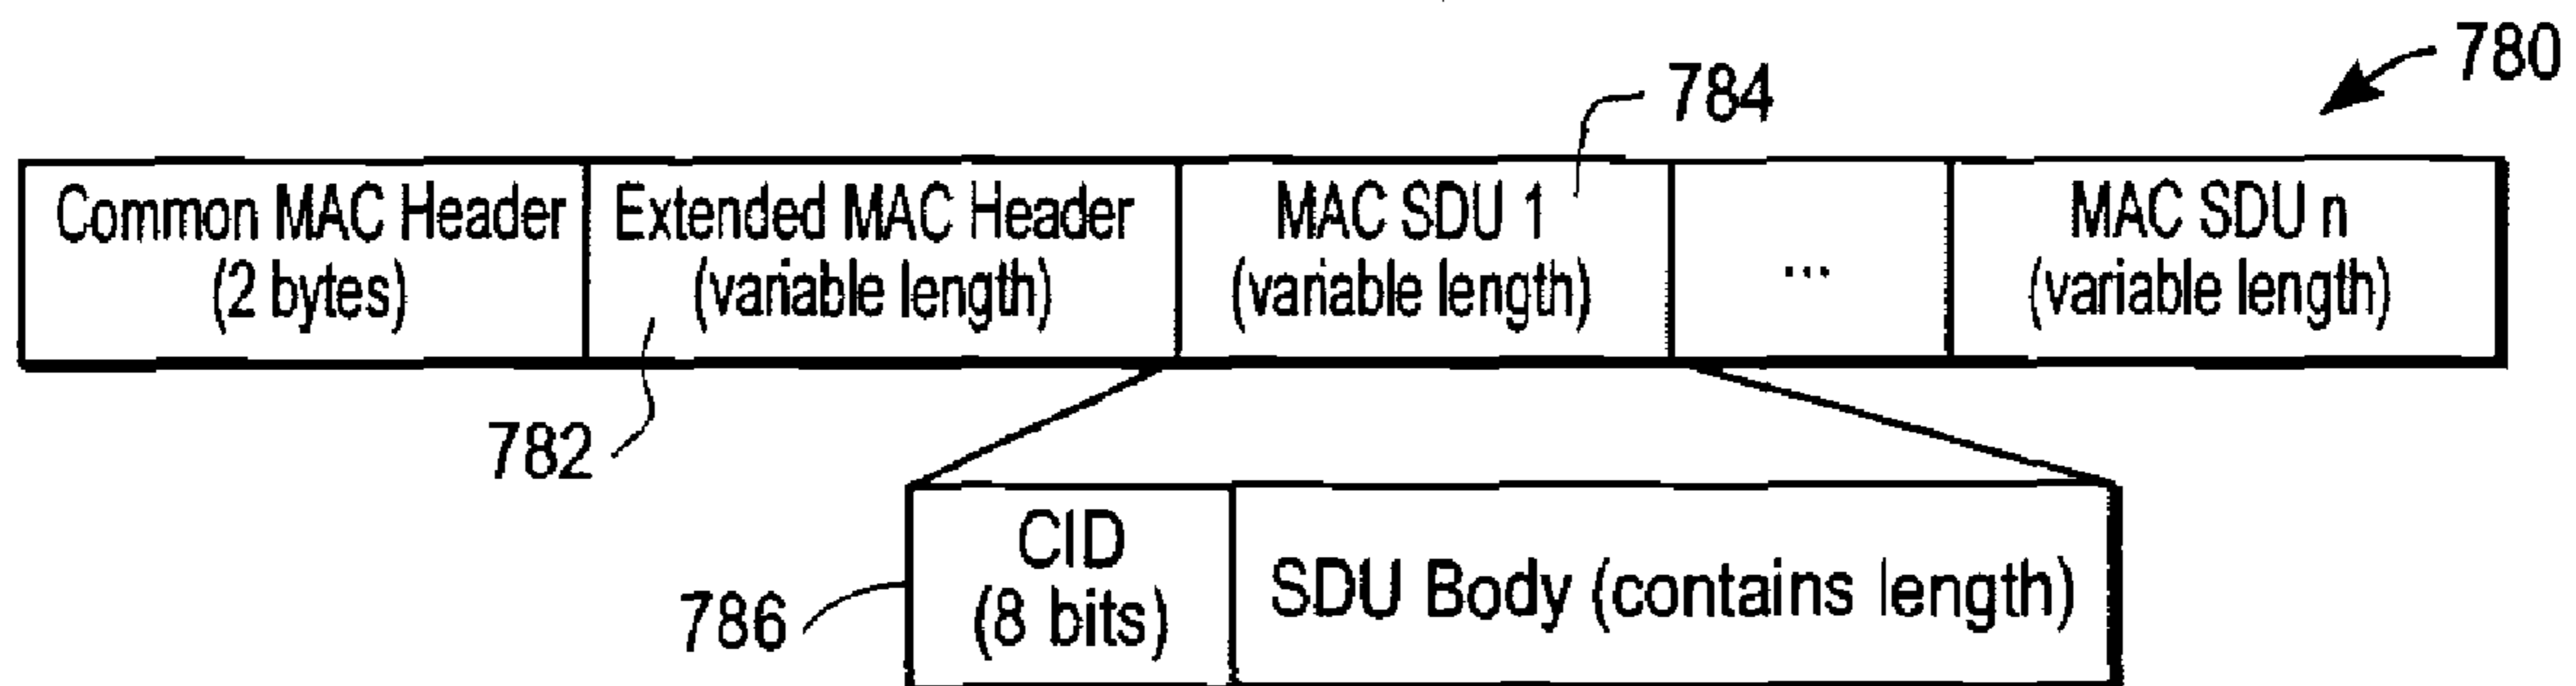 780
784
Common MAC Header
(2 bytes)
Extended MAC Header
(variable length)
MAC SDU 1
(variable length)
...
MAC SDU n
(variable length)
782
786
CID
(8 bits)
SDU Body (contains length)